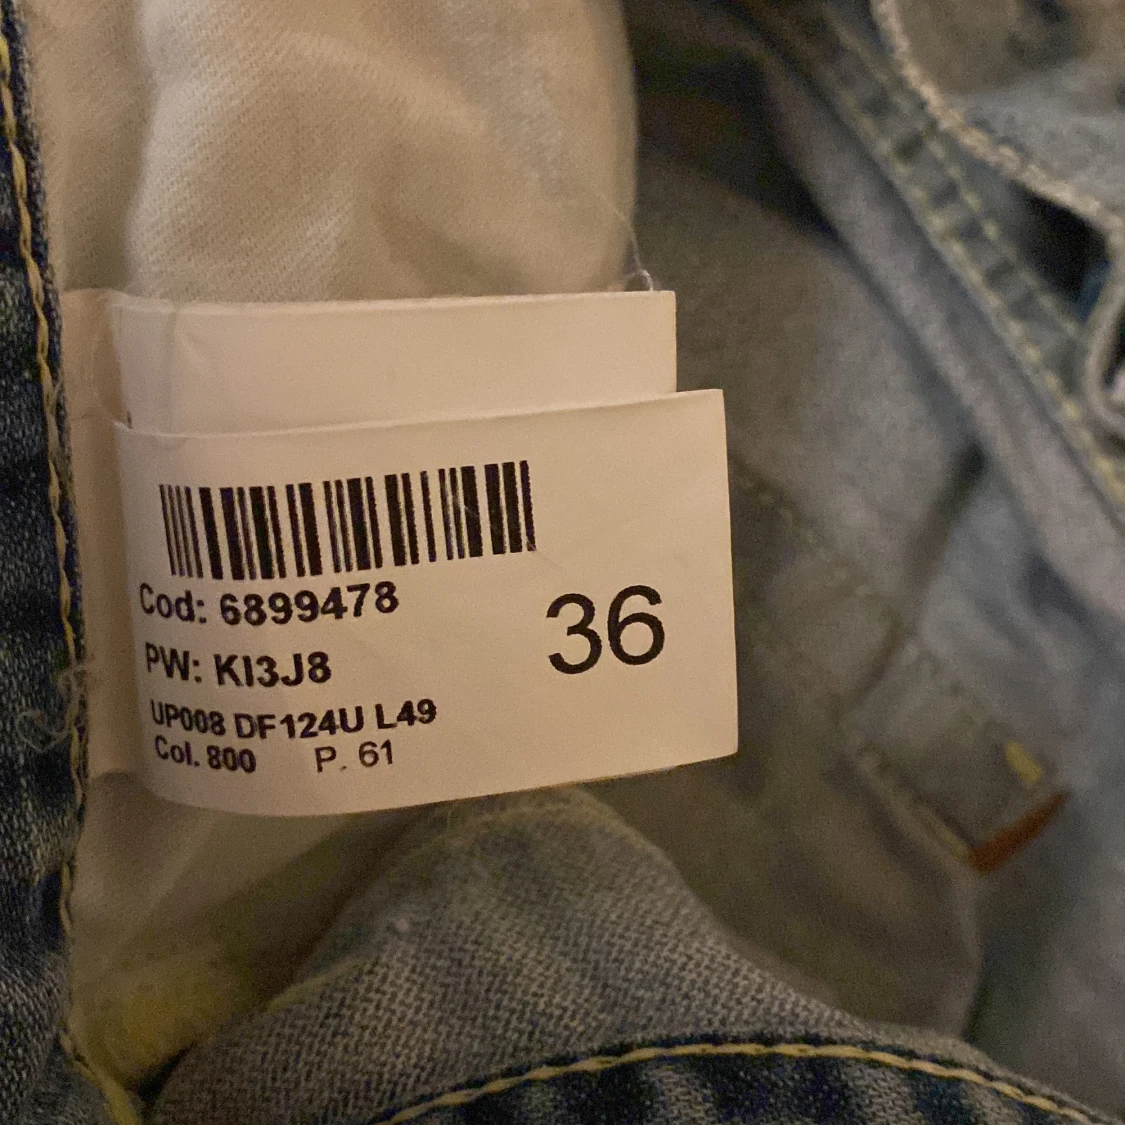 Cod: 6899478
36
PW: KI3J8
UP008 DF124U L49
Col. 800 P. 61